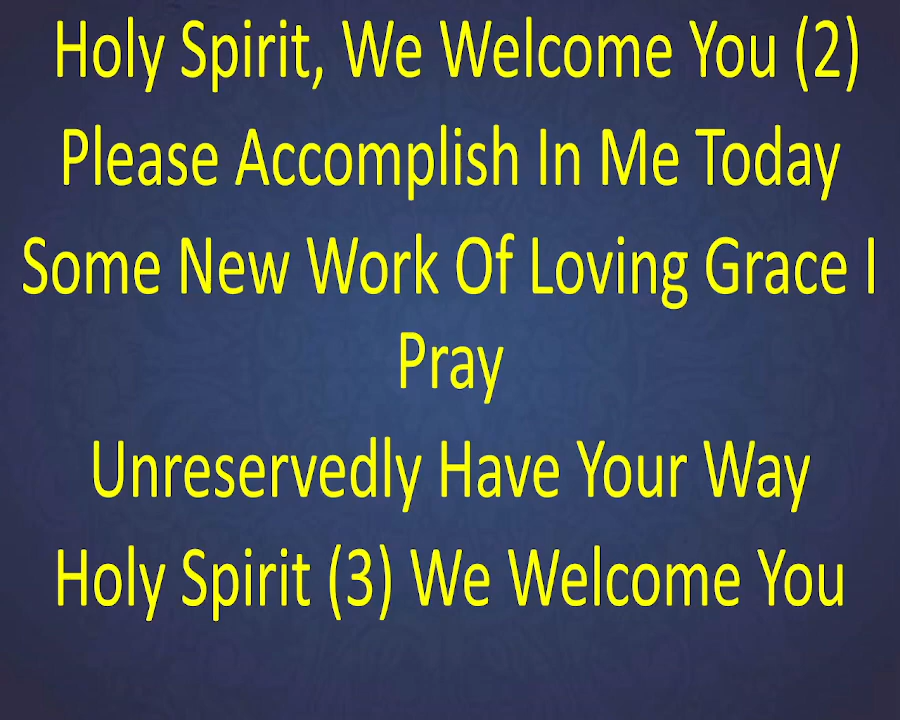 Holy Spirit, We Welcome You (2)
Please Accomplish In Me Today
Some New Work Of Loving Grace I
Pray
Unreservedly Have Your Way
Holy Spirit (3) We Welcome You